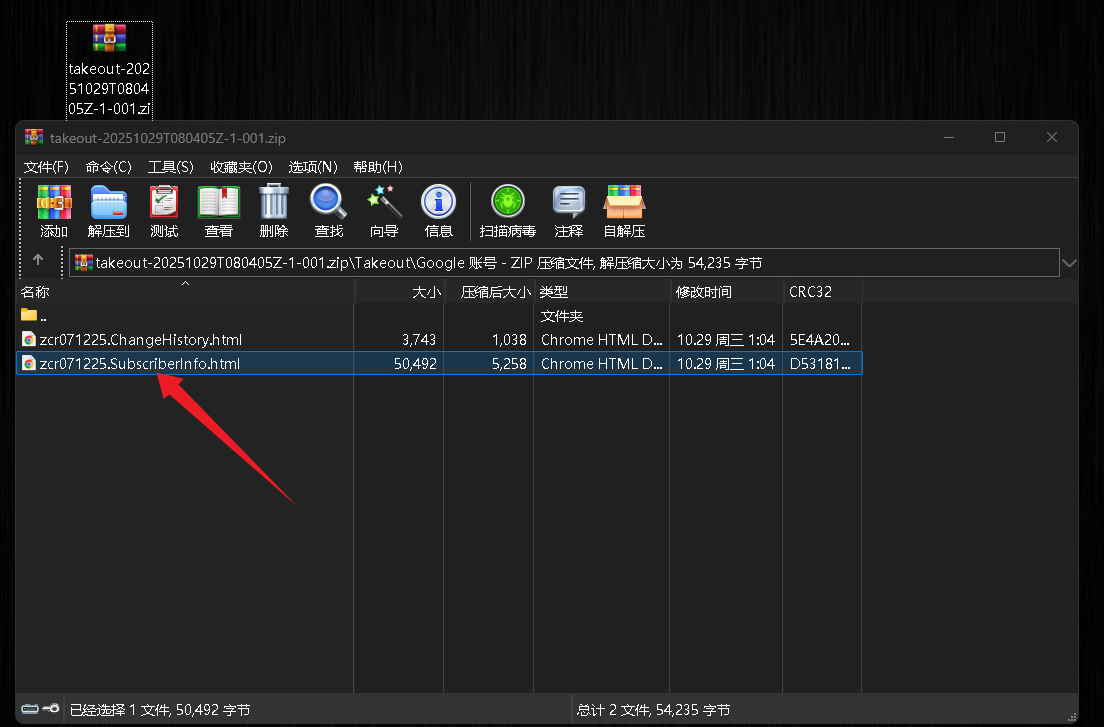 takeout-202
51029T0804
05Z-1-001.zi
takeout-20251029T080405Z-1-001.zip
文件(F) 命令(C) 工具(S) 收藏夹(O) 选项(N) 帮助(H)
添加 解压到 测试 查看 删除 查找 向导 信息 扫描病毒 注释 自解压
takeout-20251029T080405Z-1-001.zip\Takeout\Google 账号 - ZIP 压缩文件, 解压缩大小为 54,235 字节
名称 大小 压缩后大小 类型 修改时间 CRC32
.. 文件夹
zcr071225.ChangeHistory.html 3,743 1,038 Chrome HTML D... 10.29 周三 1:04 5E4A20...
zcr071225.SubscriberInfo.html 50,492 5,258 Chrome HTML D... 10.29 周三 1:04 D53181...
已经选择 1 文件, 50,492 字节 总计 2 文件, 54,235 字节